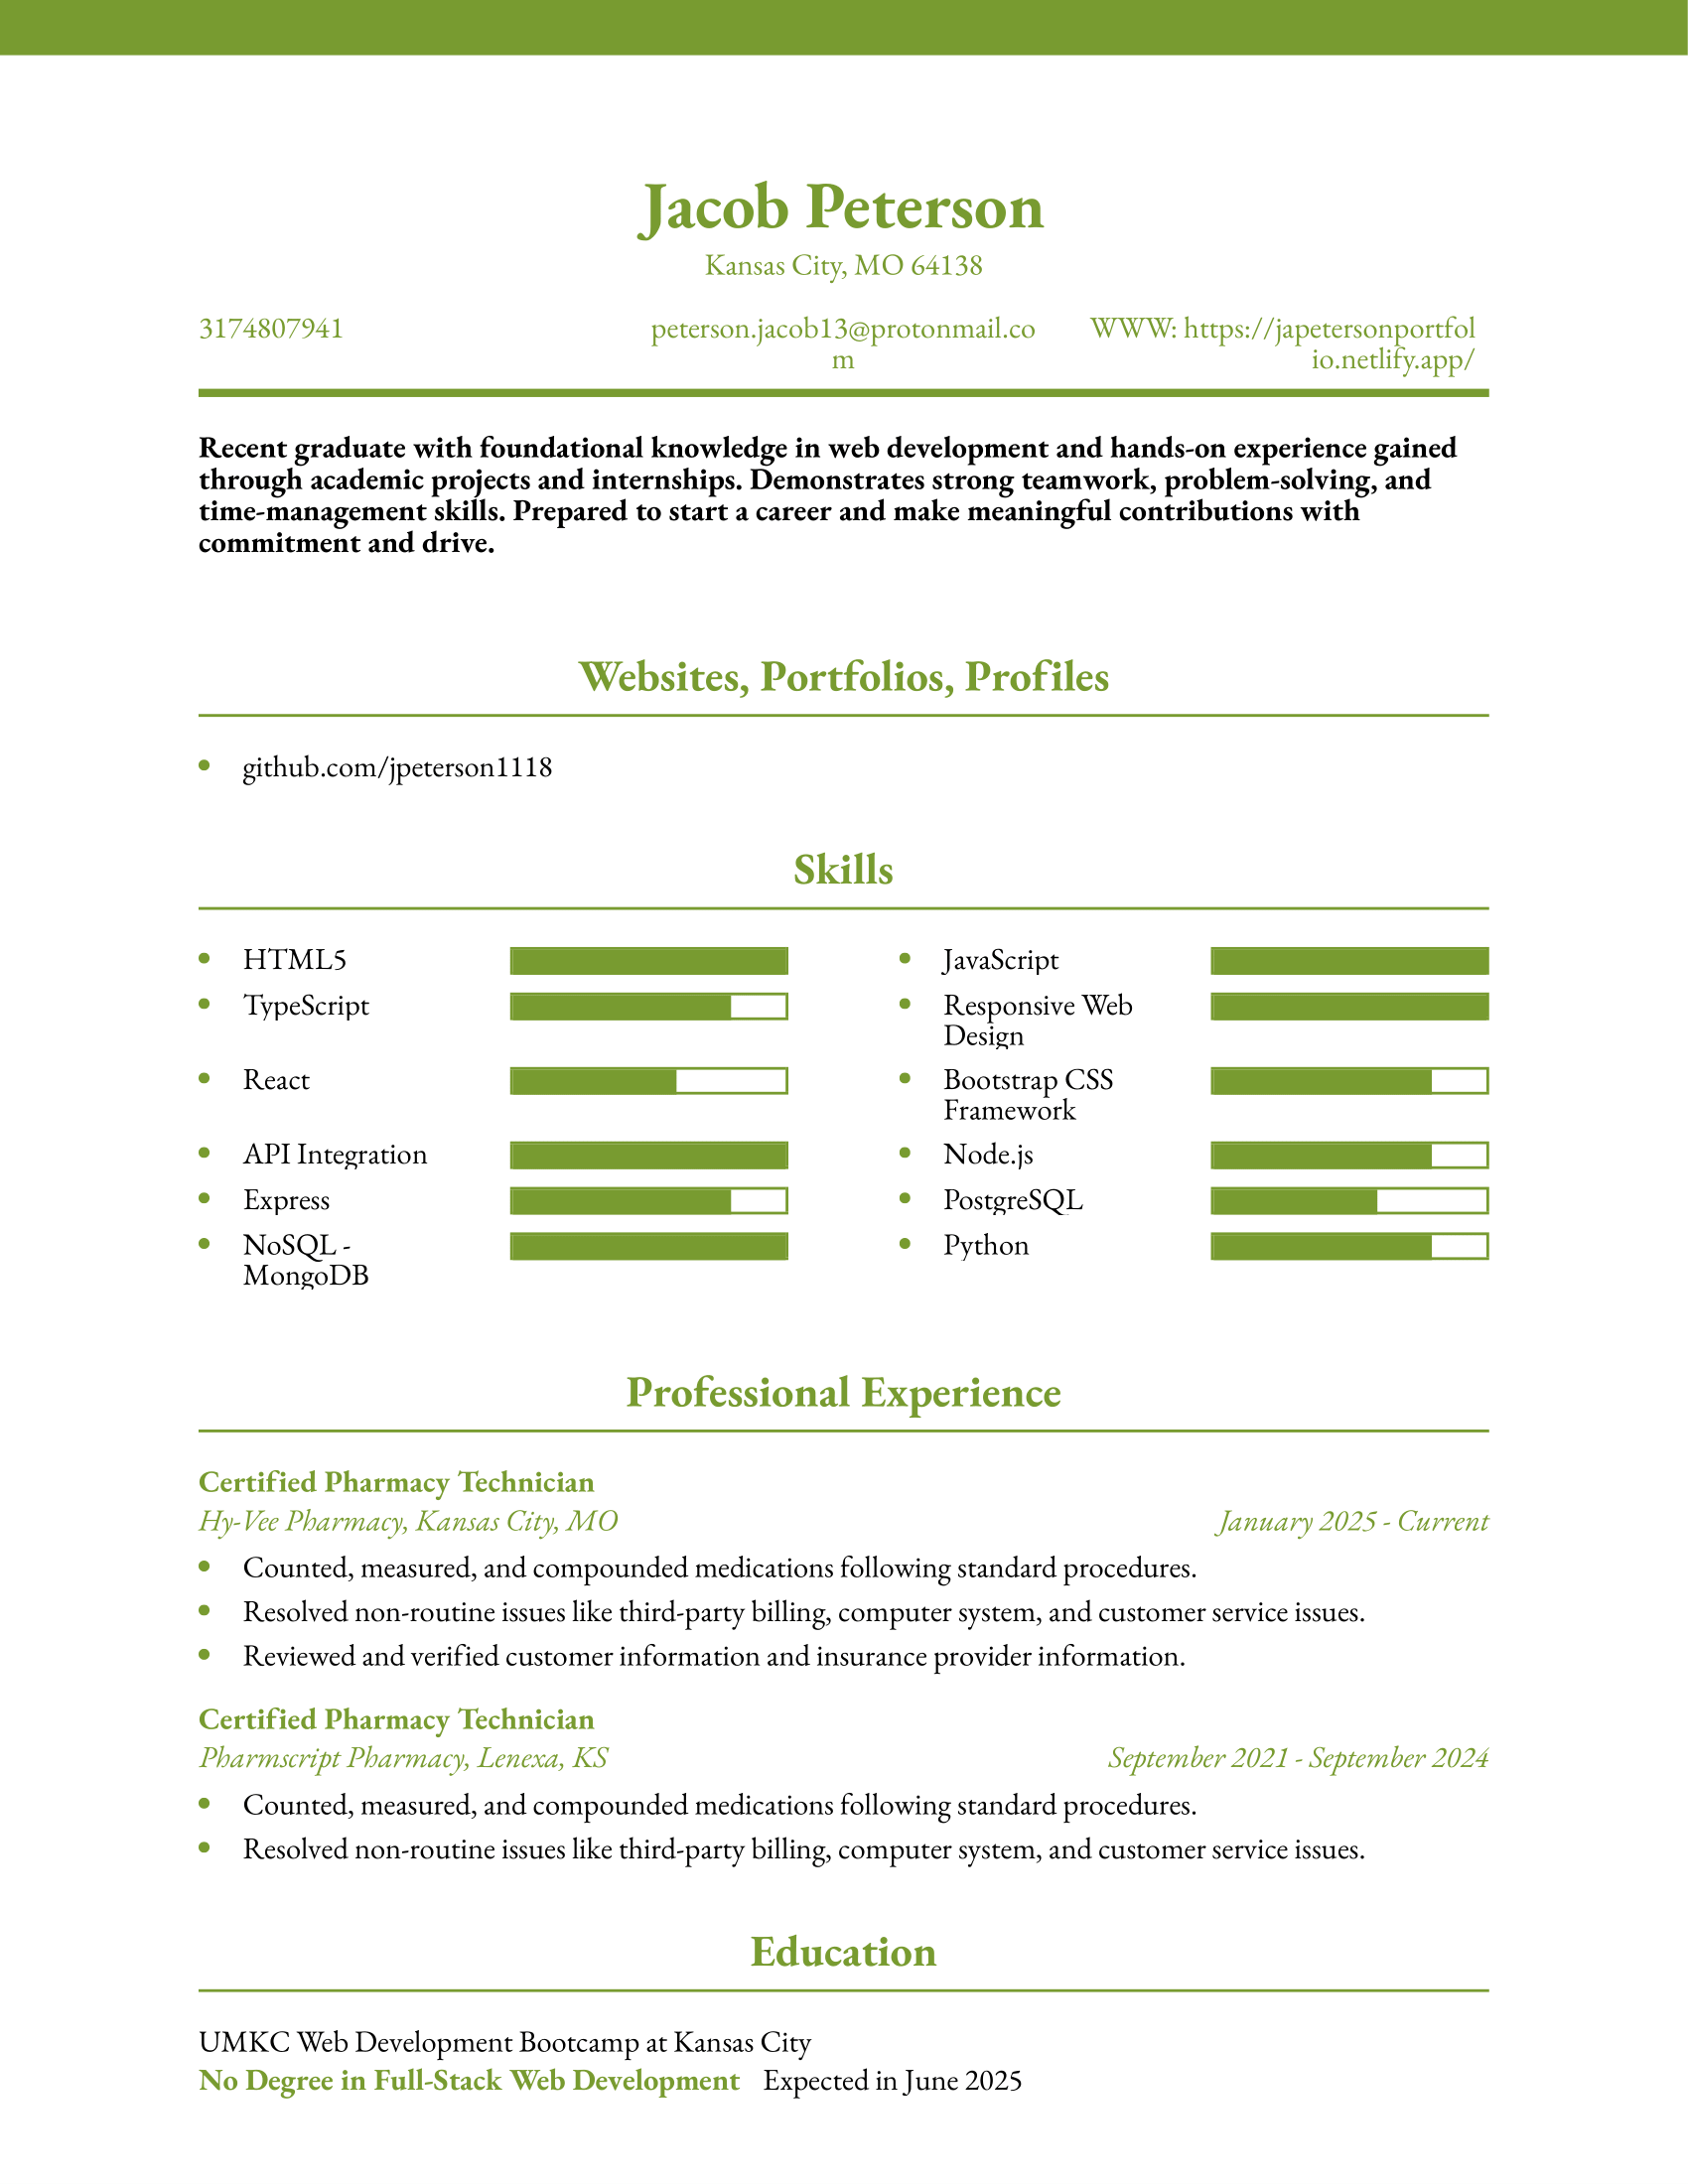 Jacob Peterson
Kansas City, MO 64138
3174807941
peterson.jacob13@protonmail.co
m
WWW: https://japetersonportfol
io.netlify.app/
Recent graduate with foundational knowledge in web development and hands-on experience gained
through academic projects and internships. Demonstrates strong teamwork, problem-solving, and
time-management skills. Prepared to start a career and make meaningful contributions with
commitment and drive.
Websites, Portfolios, Profiles
• github.com/jpeterson1118
Skills
• HTML5
• JavaScript
• TypeScript
• Responsive Web
Design
• React
• Bootstrap CSS
Framework
• API Integration
• Node.js
• Express
• PostgreSQL
• NoSQL -
MongoDB
• Python
Professional Experience
Certified Pharmacy Technician
Hy-Vee Pharmacy, Kansas City, MO January 2025 - Current
• Counted, measured, and compounded medications following standard procedures.
• Resolved non-routine issues like third-party billing, computer system, and customer service issues.
• Reviewed and verified customer information and insurance provider information.
Certified Pharmacy Technician
Pharmscript Pharmacy, Lenexa, KS September 2021 - September 2024
• Counted, measured, and compounded medications following standard procedures.
• Resolved non-routine issues like third-party billing, computer system, and customer service issues.
Education
UMKC Web Development Bootcamp at Kansas City
No Degree in Full-Stack Web Development Expected in June 2025